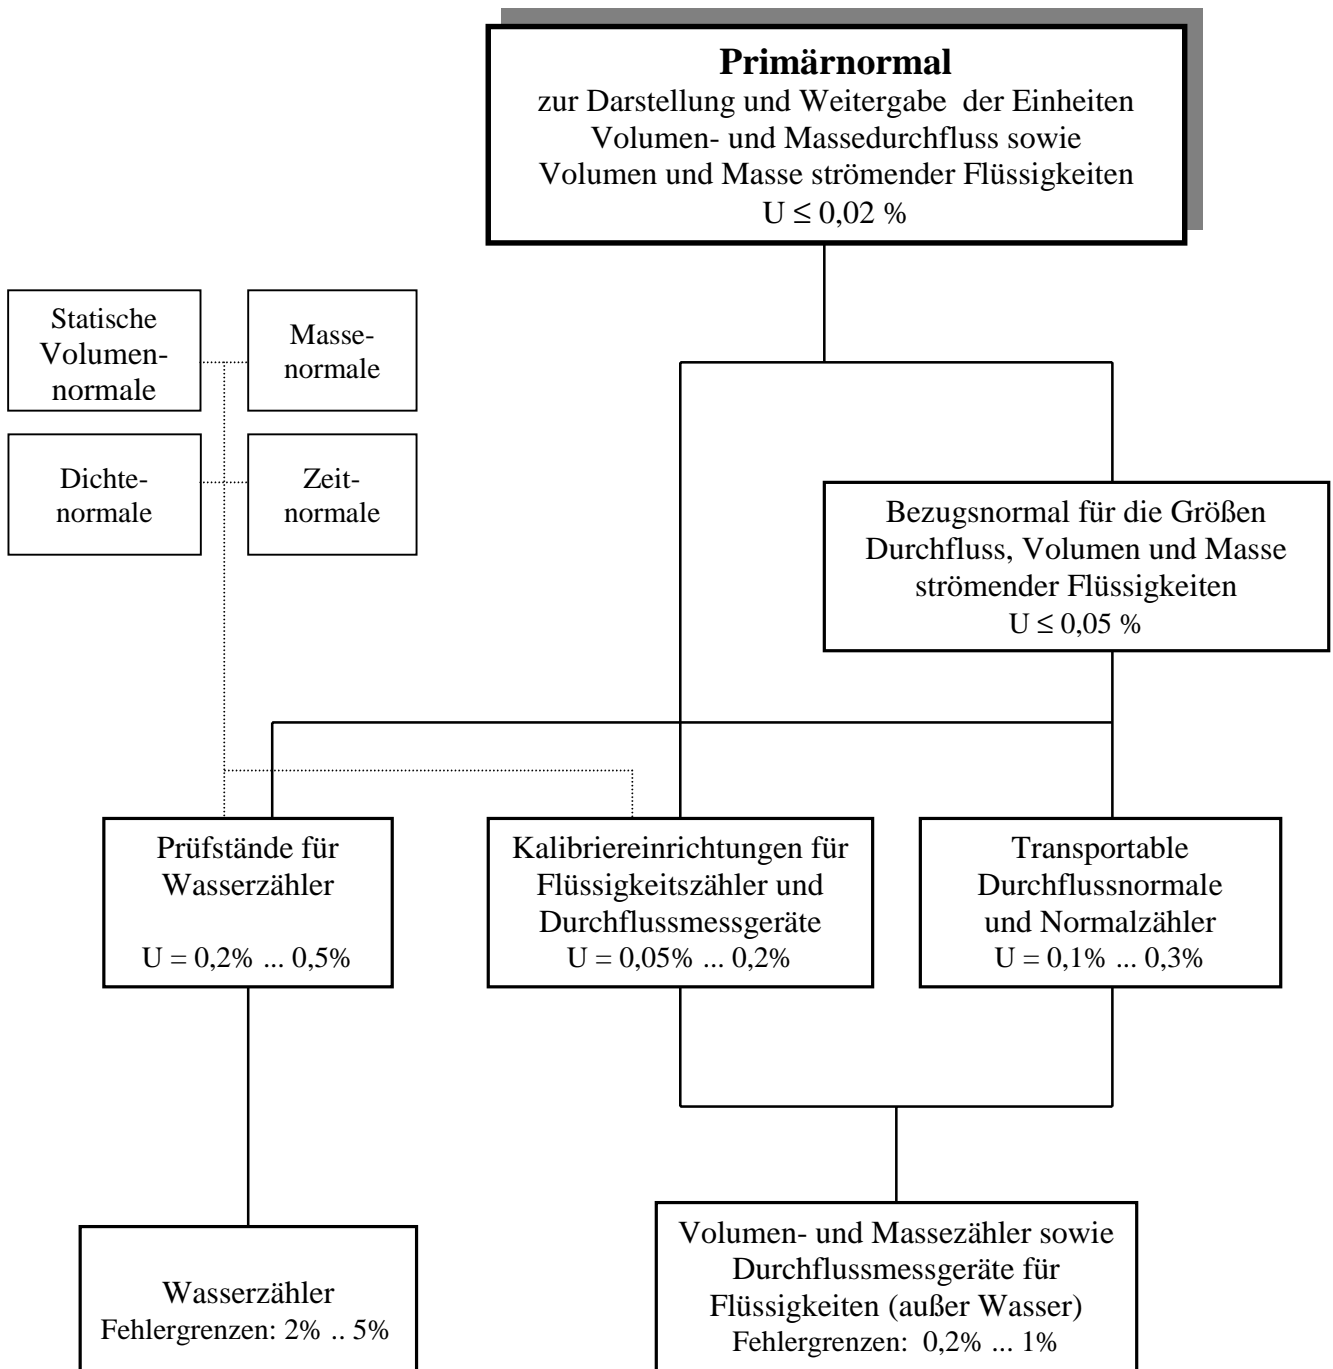 Primärnormal
zur Darstellung und Weitergabe der Einheiten
Volumen- und Massedurchfluss sowie
Volumen und Masse strömender Flüssigkeiten
U ≤ 0,02 %
Statische
Volumen-
normale
Masse-
normale
Dichte-
normale
Zeit-
normale
Bezugsnormal für die Größen
Durchfluss, Volumen und Masse
strömender Flüssigkeiten
U ≤ 0,05 %
Prüfstände für
Wasserzähler
U = 0,2% ... 0,5%
Kalibriereinrichtungen für
Flüssigkeitszähler und
Durchflussmessgeräte
U = 0,05% ... 0,2%
Transportable
Durchflussnormale
und Normalzähler
U = 0,1% ... 0,3%
Wasserzähler
Fehlergrenzen: 2% .. 5%
Volumen- und Massezähler sowie
Durchflussmessgeräte für
Flüssigkeiten (außer Wasser)
Fehlergrenzen: 0,2% ... 1%